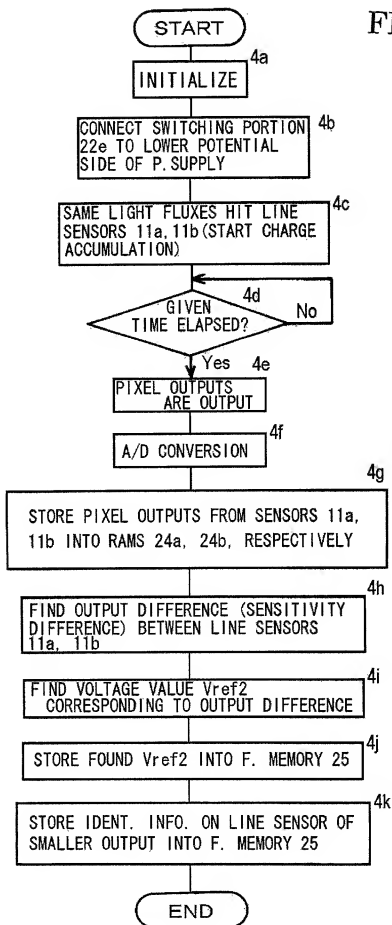 START
4a
INITIALIZE
4b
CONNECT SWITCHING PORTION
22e TO LOWER POTENTIAL
SIDE OF P. SUPPLY
4c
SAME LIGHT FLUXES HIT LINE
SENSORS 11a, 11b (START CHARGE
ACCUMULATION)
4d
GIVEN
TIME ELAPSED?
No
Yes
4e
PIXEL OUTPUTS
ARE OUTPUT
4f
A/D CONVERSION
4g
STORE PIXEL OUTPUTS FROM SENSORS 11a,
11b INTO RAMS 24a, 24b, RESPECTIVELY
4h
FIND OUTPUT DIFFERENCE (SENSITIVITY
DIFFERENCE) BETWEEN LINE SENSORS
11a, 11b
4i
FIND VOLTAGE VALUE Vref2
CORRESPONDING TO OUTPUT DIFFERENCE
4j
STORE FOUND Vref2 INTO F. MEMORY 25
4k
STORE IDENT. INFO. ON LINE SENSOR OF
SMALLER OUTPUT INTO F. MEMORY 25
END